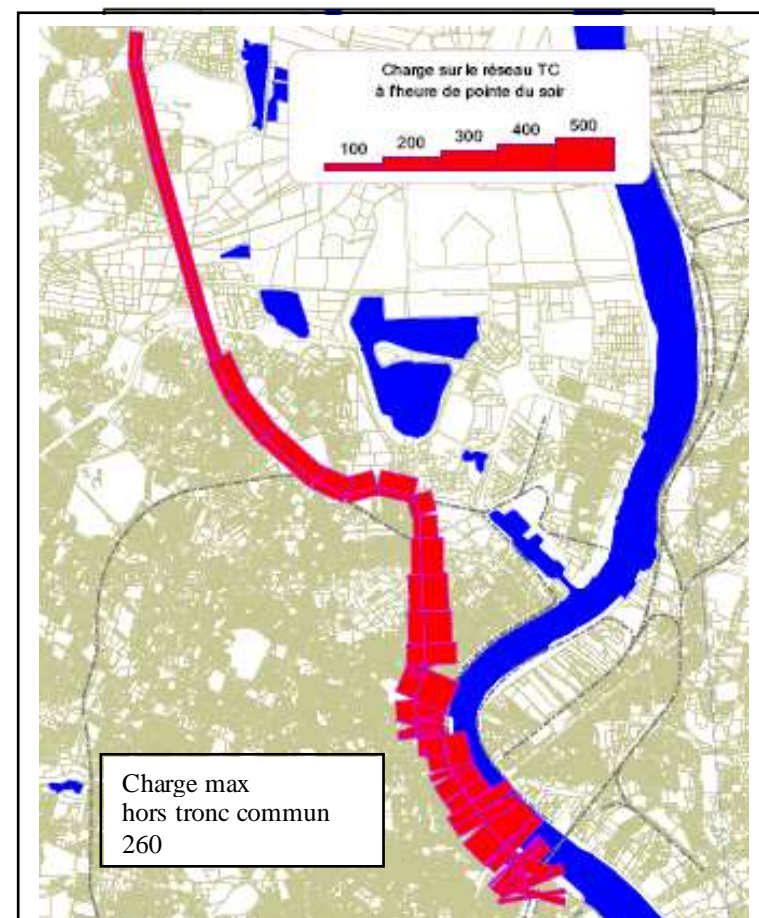 Charge sur le réseau TC
à l'heure de pointe du soir
100 200 300 400 500
Charge max
hors tronc commun
260